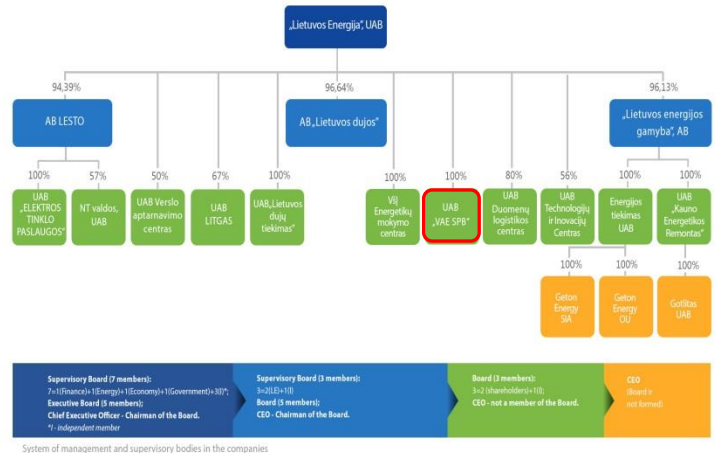 „Lietuvos Energija", UAB
94,39%
96,64%
96,13%
AB LESTO
AB „Lietuvos dujos"
„Lietuvos energijos
gamyba", AB
100%
57%
50%
67%
100%
100%
100%
80%
56%
100%
100%
UAB
„ELEKTROS
TINKLO
PASLAUGOS"
NT valdos,
UAB
UAB Verslo
aptarnavimo
centras
UAB
LITGAS
UAB„Lietuvos
dujų
tiekimas"
VšĮ
Energetikų
mokymo
centras
UAB
„VAE SPB"
UAB
Duomenų
logistikos
centras
UAB
Technologijų
ir Inovacijų
Centras
Energijos
tiekimas
UAB
UAB
„Kauno
Energetikos
Remontas"
100%
100%
100%
Geton
Energy
SIA
Geton
Energy
OU
Gotlitas
UAB
Supervisory Board (7 members):
7=1(Finance)+1(Energy)+1(Economy)+1(Government)+3(I)*;
Executive Board (5 members);
Chief Executive Officer - Chairman of the Board.
*I - independent member
Supervisory Board (3 members):
3=2(LE)+1(I)
Board (5 members);
CEO - Chairman of the Board.
Board (3 members):
3=2 (shareholders)+1(I);
CEO - not a member of the Board.
CEO
(Board is
not formed)
System of management and supervisory bodies in the companies